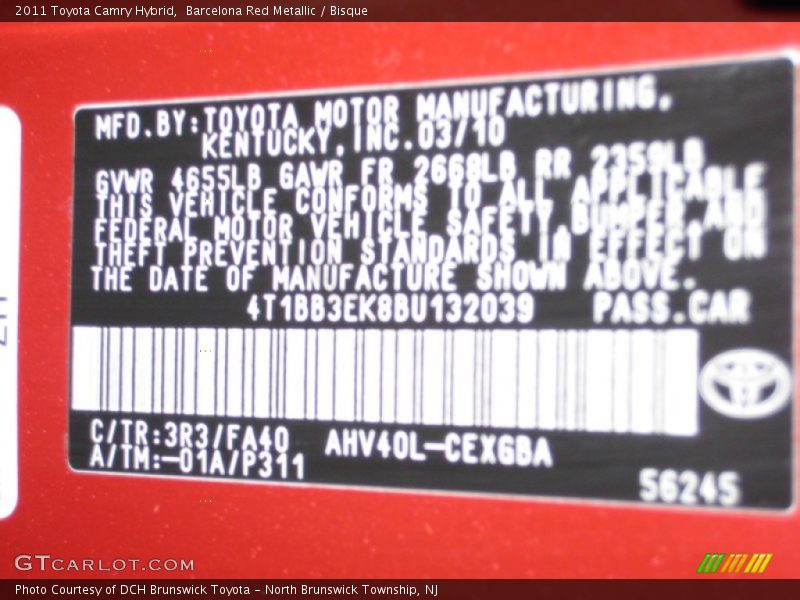 2011 Toyota Camry Hybrid,  Barcelona Red Metallic / Bisque
MFD.BY:TOYOTA MOTOR MANUFACTURING,
KENTUCKY,INC.03/10
GVWR 4655LB GAWR FR 2668LB RR 2359LB
THIS VEHICLE CONFORMS TO ALL APPLICABLE
FEDERAL MOTOR VEHICLE SAFETY,BUMPER,AND
THEFT PREVENTION STANDARDS IN EFFECT ON
THE DATE OF MANUFACTURE SHOWN ABOVE.
4T1BB3EK8BU132039 PASS.CAR
C/TR:3R3/FA40 AHV40L-CEXGBA
A/TM:-01A/P311
56245
GTCARLOT.COM
Photo Courtesy of DCH Brunswick Toyota - North Brunswick Township, NJ